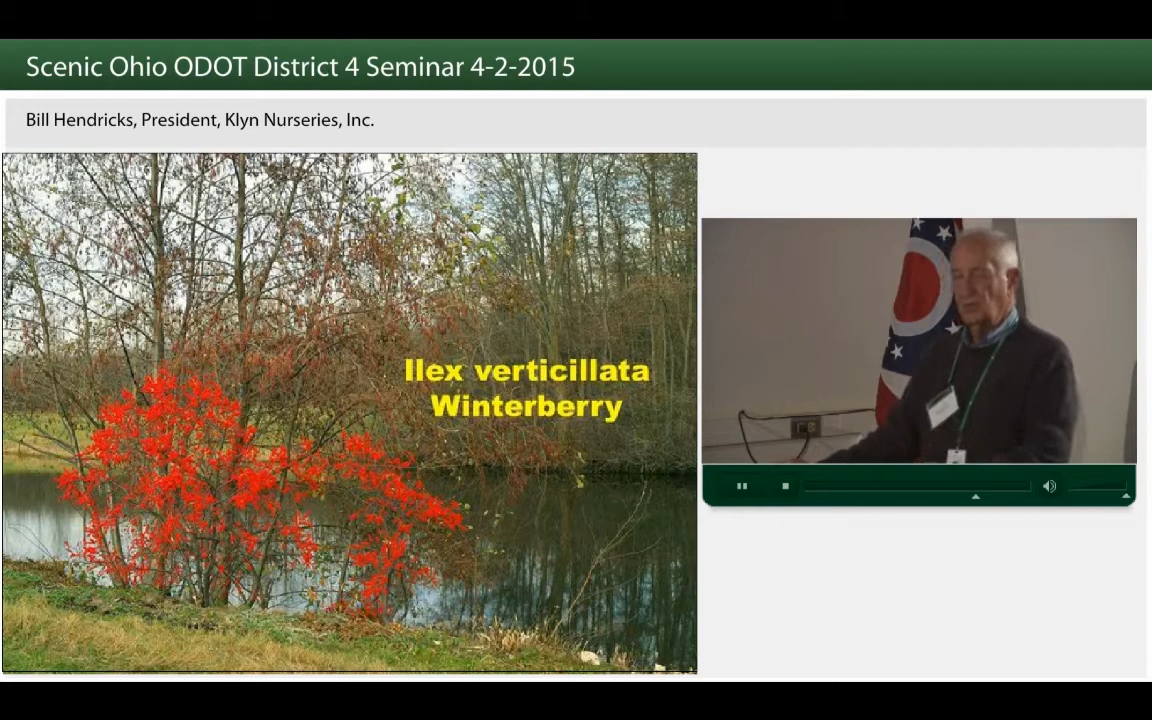 Scenic Ohio ODOT District 4 Seminar 4-2-2015
Bill Hendricks, President, Klyn Nurseries, Inc.
Ilex verticillata
Winterberry